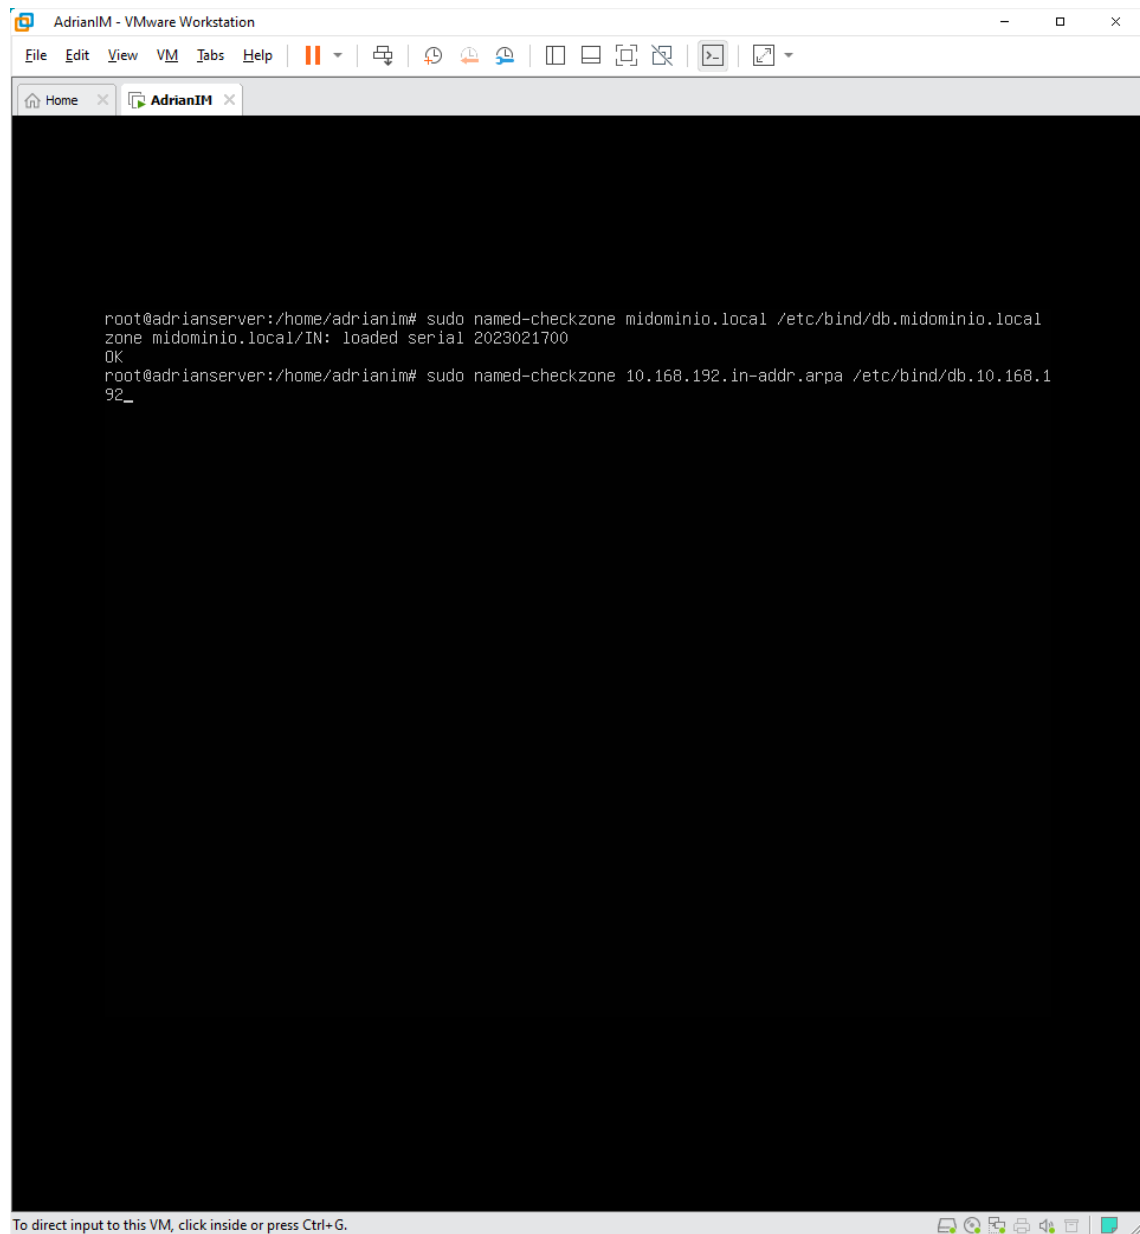 AdrianIM - VMware Workstation
File Edit View VM Tabs Help
Home AdrianIM
root@adrianserver:/home/adrianim# sudo named-checkzone midominio.local /etc/bind/db.midominio.local
zone midominio.local/IN: loaded serial 2023021700
OK
root@adrianserver:/home/adrianim# sudo named-checkzone 10.168.192.in-addr.arpa /etc/bind/db.10.168.1
92_
To direct input to this VM, click inside or press Ctrl+G.